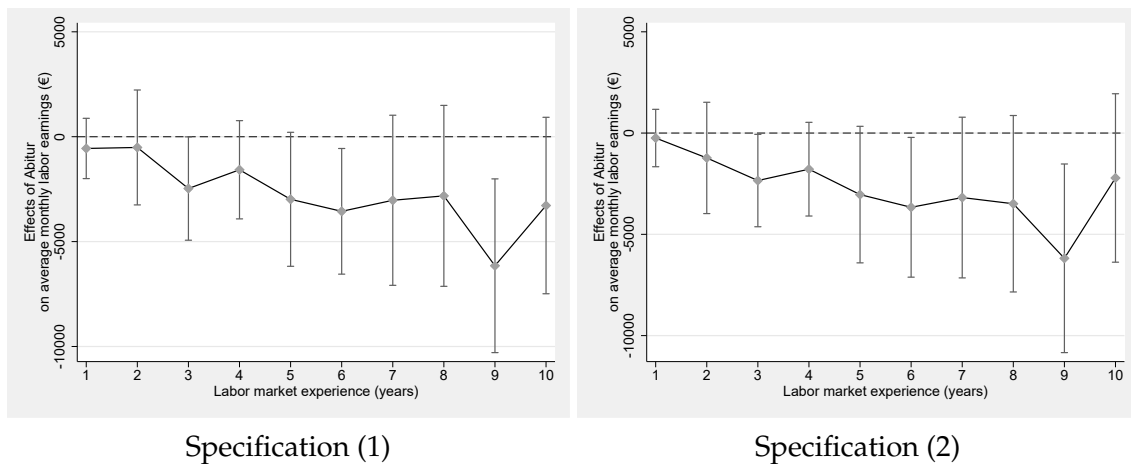 Effects of Abitur
on average monthly labor earnings (€)
5000
0
-5000
-10000
1 2 3 4 5 6 7 8 9 10
Labor market experience (years)
Specification (1)
Effects of Abitur
on average monthly labor earnings (€)
5000
0
-5000
-10000
1 2 3 4 5 6 7 8 9 10
Labor market experience (years)
Specification (2)